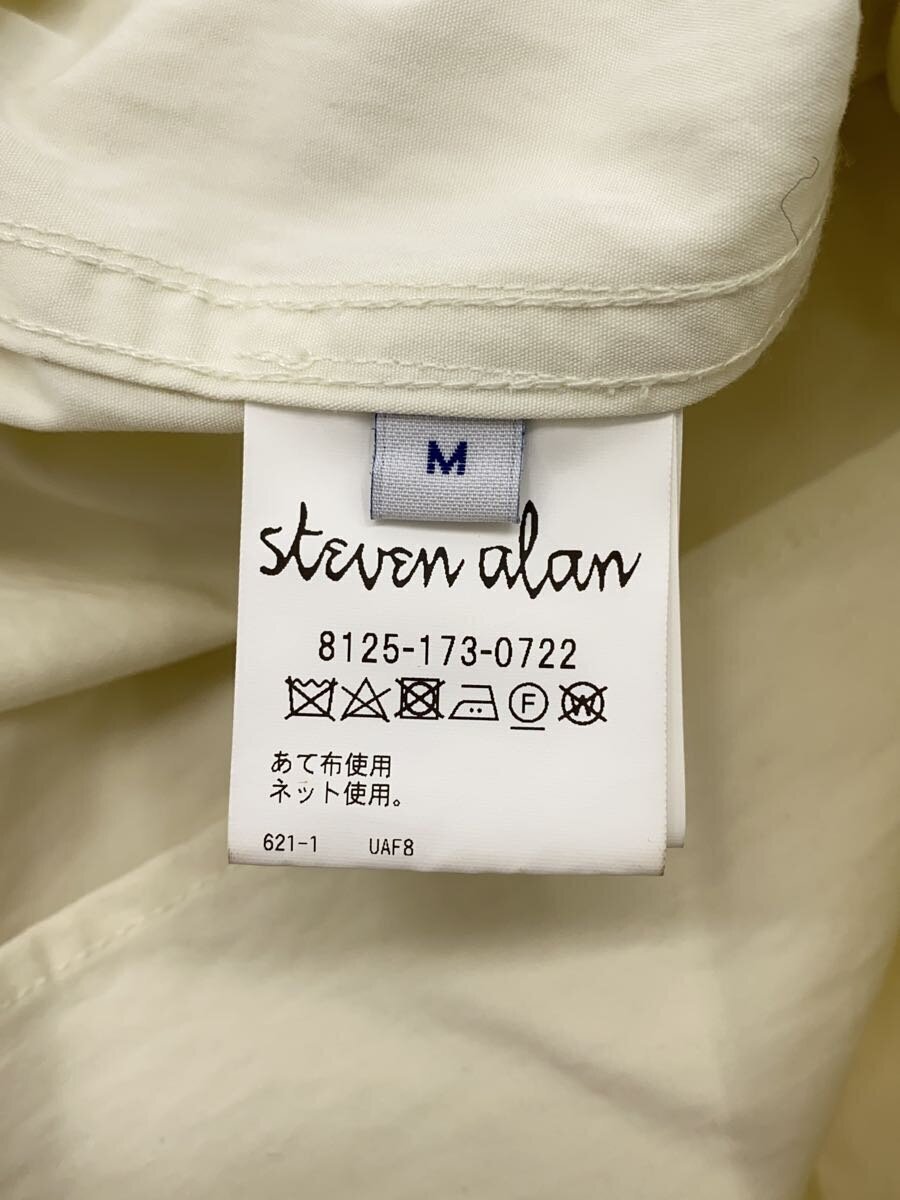 M
steven alan
8125-173-0722
F W
あて布使用
ネット使用。
621-1 UAF8